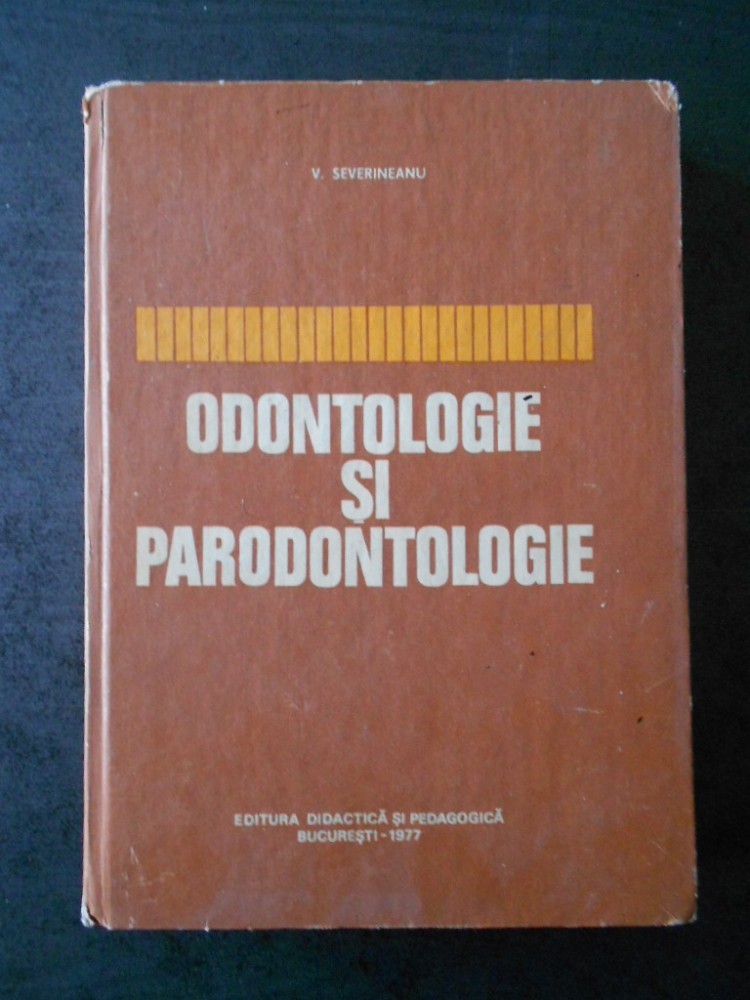 V. SEVERINEANU
ODONTOLOGIE
ȘI
PARODONTOLOGIE
EDITURA DIDACTICĂ ȘI PEDAGOGICĂ
BUCUREȘTI - 1977